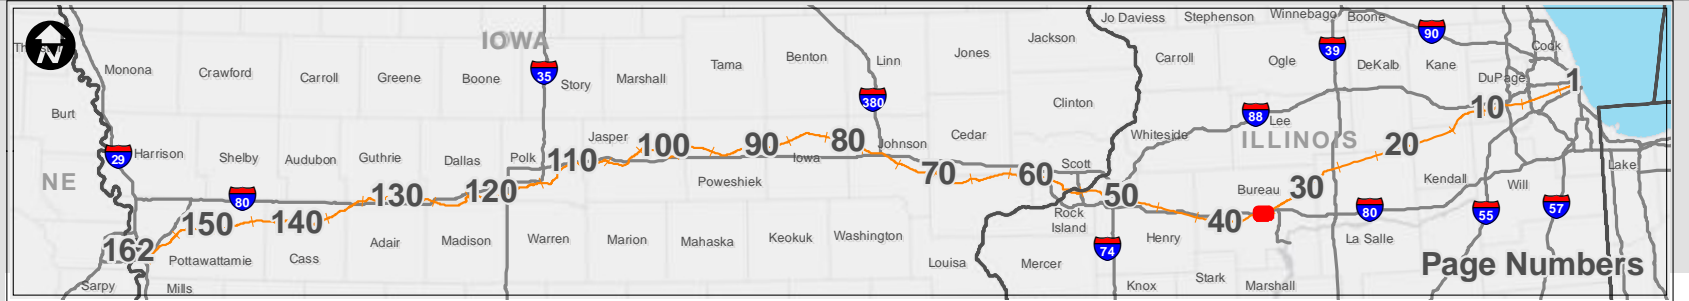 Jo Daviess Stephenson Winnebago Boone
IOWA Jackson 39 90 Cock
N Monona Crawford Carroll Greene Boone 35 Story Marshall Tama Benton Linn Jones Carroll Ogle DeKalb Kane DuPage 1
Burt 380 Clinton 88 Lee 10
29 Harrison Shelby Audubon Guthrie Dallas Polk 110 Jasper 100 90 Iowa 80 Johnson Cedar Scott Whiteside ILLINOIS 20 Lake
NE 80 130 120 Poweshiek 70 60 50 Bureau 30 Kendall Will
162 150 140 Adair Madison Warren Marion Mahaska Keokuk Washington Rock Island 74 Henry 40 80 La Salle 55 57
Pottawattamie Cass Louisa Mercer Stark Page Numbers
Sarpy Mills Knox Marshall